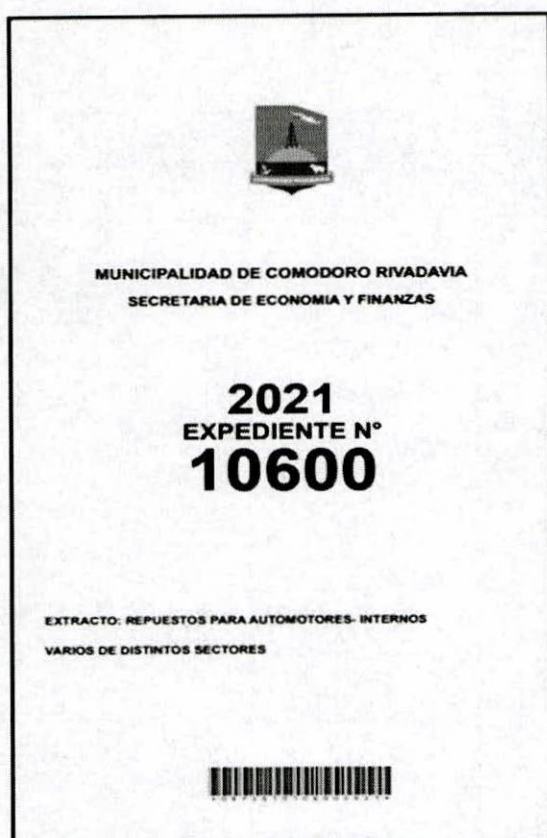 MUNICIPALIDAD DE COMODORO RIVADAVIA
SECRETARIA DE ECONOMIA Y FINANZAS
2021
EXPEDIENTE N°
10600
EXTRACTO: REPUESTOS PARA AUTOMOTORES- INTERNOS
VARIOS DE DISTINTOS SECTORES